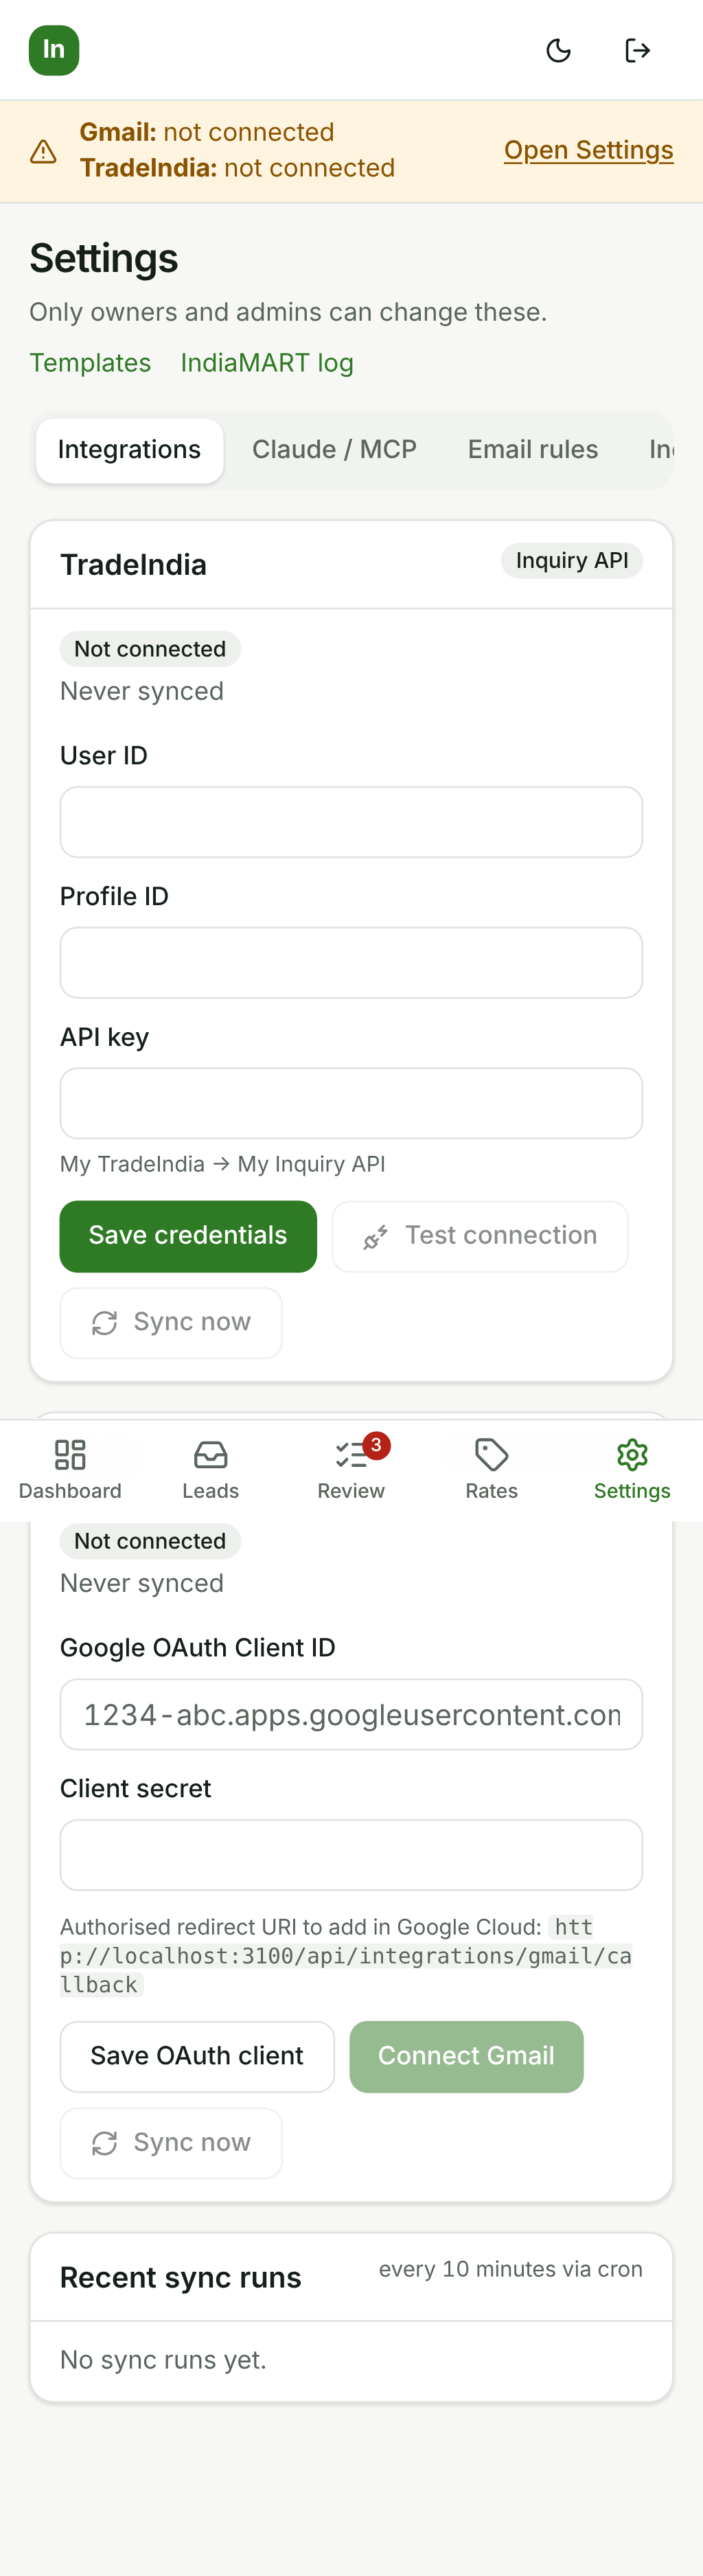 In
Gmail: not connected
TradeIndia: not connected
Open Settings
Settings
Only owners and admins can change these.
Templates IndiaMART log
Integrations Claude / MCP Email rules
TradeIndia Inquiry API
Not connected
Never synced
User ID
Profile ID
API key
My TradeIndia → My Inquiry API
Save credentials Test connection
Sync now
3
Dashboard Leads Review Rates Settings
Not connected
Never synced
Google OAuth Client ID
1234-abc.apps.googleusercontent.com
Client secret
Authorised redirect URI to add in Google Cloud: htt
p://localhost:3100/api/integrations/gmail/ca
llback
Save OAuth client Connect Gmail
Sync now
Recent sync runs every 10 minutes via cron
No sync runs yet.